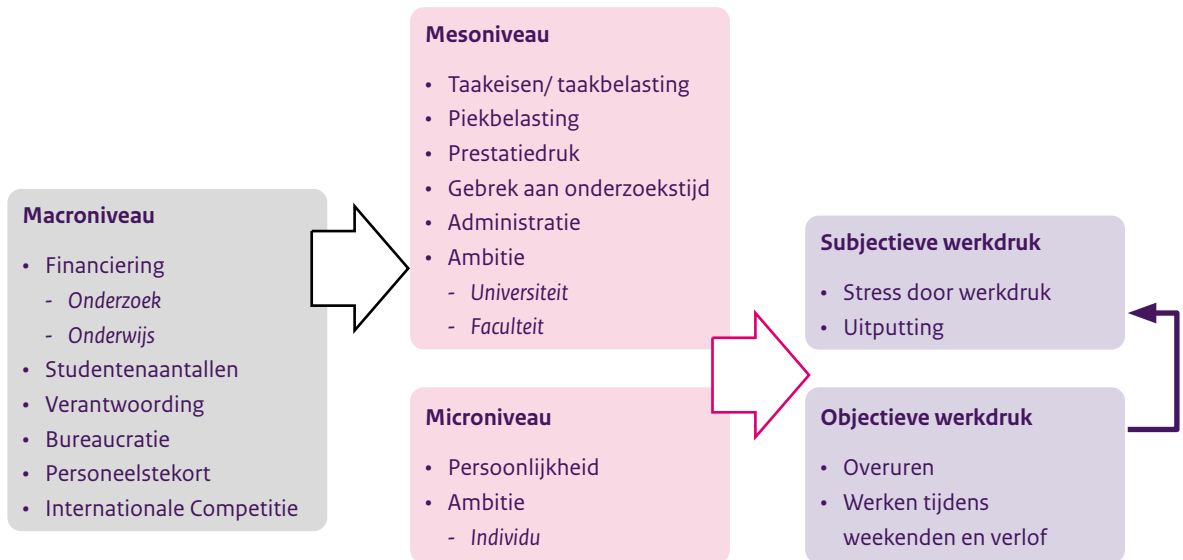 Macroniveau
• Financiering
- Onderzoek
- Onderwijs
• Studentenaantallen
• Verantwoording
• Bureaucratie
• Personeelstekort
• Internationale Competitie
Mesoniveau
• Taakeisen/ taakbelasting
• Piekbelasting
• Prestatiedruk
• Gebrek aan onderzoekstijd
• Administratie
• Ambitie
- Universiteit
- Faculteit
Microniveau
• Persoonlijkheid
• Ambitie
- Individu
Subjectieve werkdruk
• Stress door werkdruk
• Uitputting
Objectieve werkdruk
• Overuren
• Werken tijdens
weekenden en verlof